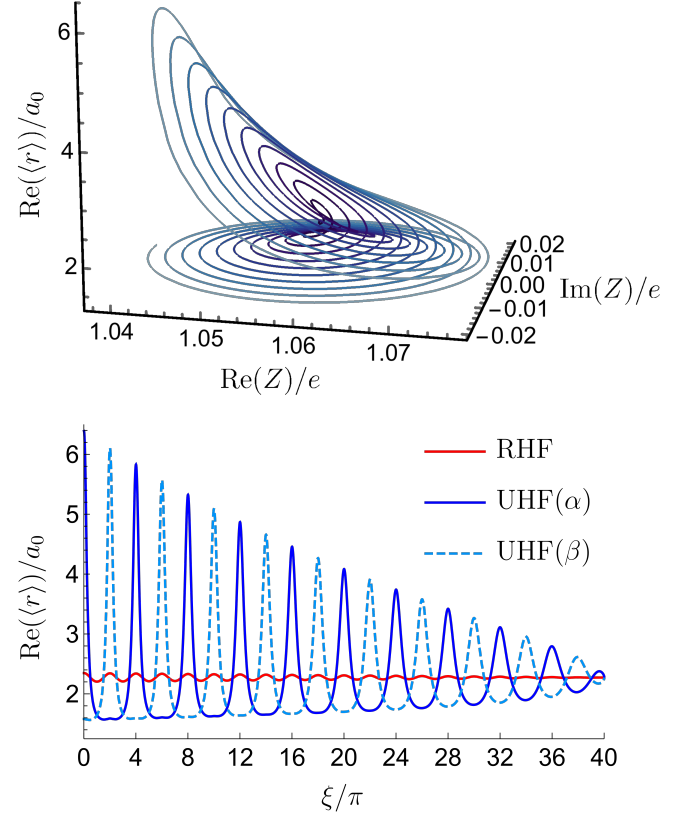 6
4
2
Re(⟨r⟩)/a₀
0.02
0.01
0.00
−0.01
−0.02
Im(Z)/e
1.04
1.05
1.06
1.07
Re(Z)/e
6
5
4
3
2
Re(⟨r⟩)/a₀
RHF
UHF(α)
UHF(β)
0 4 8 12 16 20 24 28 32 36 40
ξ/π